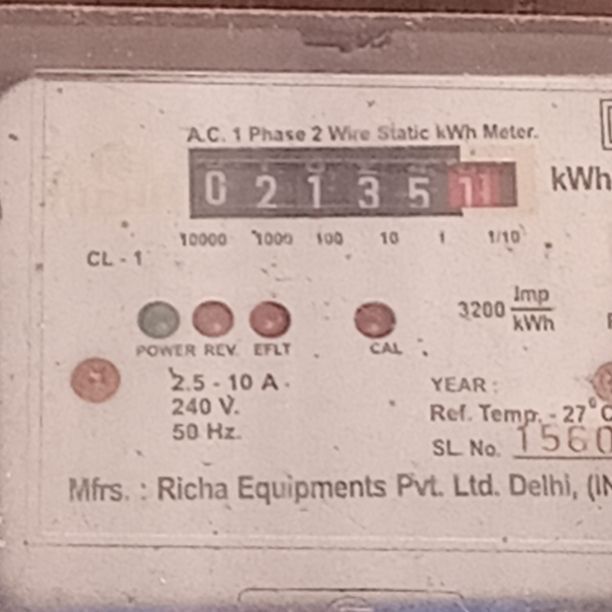 A.C. 1 Phase 2 Wire Static kWh Meter.
0 2 1 3 5 kWh
10000 1000 100 10 1 1/10
CL - 1
3200 Imp/kWh
POWER REV. EFLT CAL
2.5 - 10 A
240 V.
50 Hz.
YEAR :
Ref. Temp. - 27°C
SL. No. 1560
Mfrs. : Richa Equipments Pvt. Ltd. Delhi, (IN